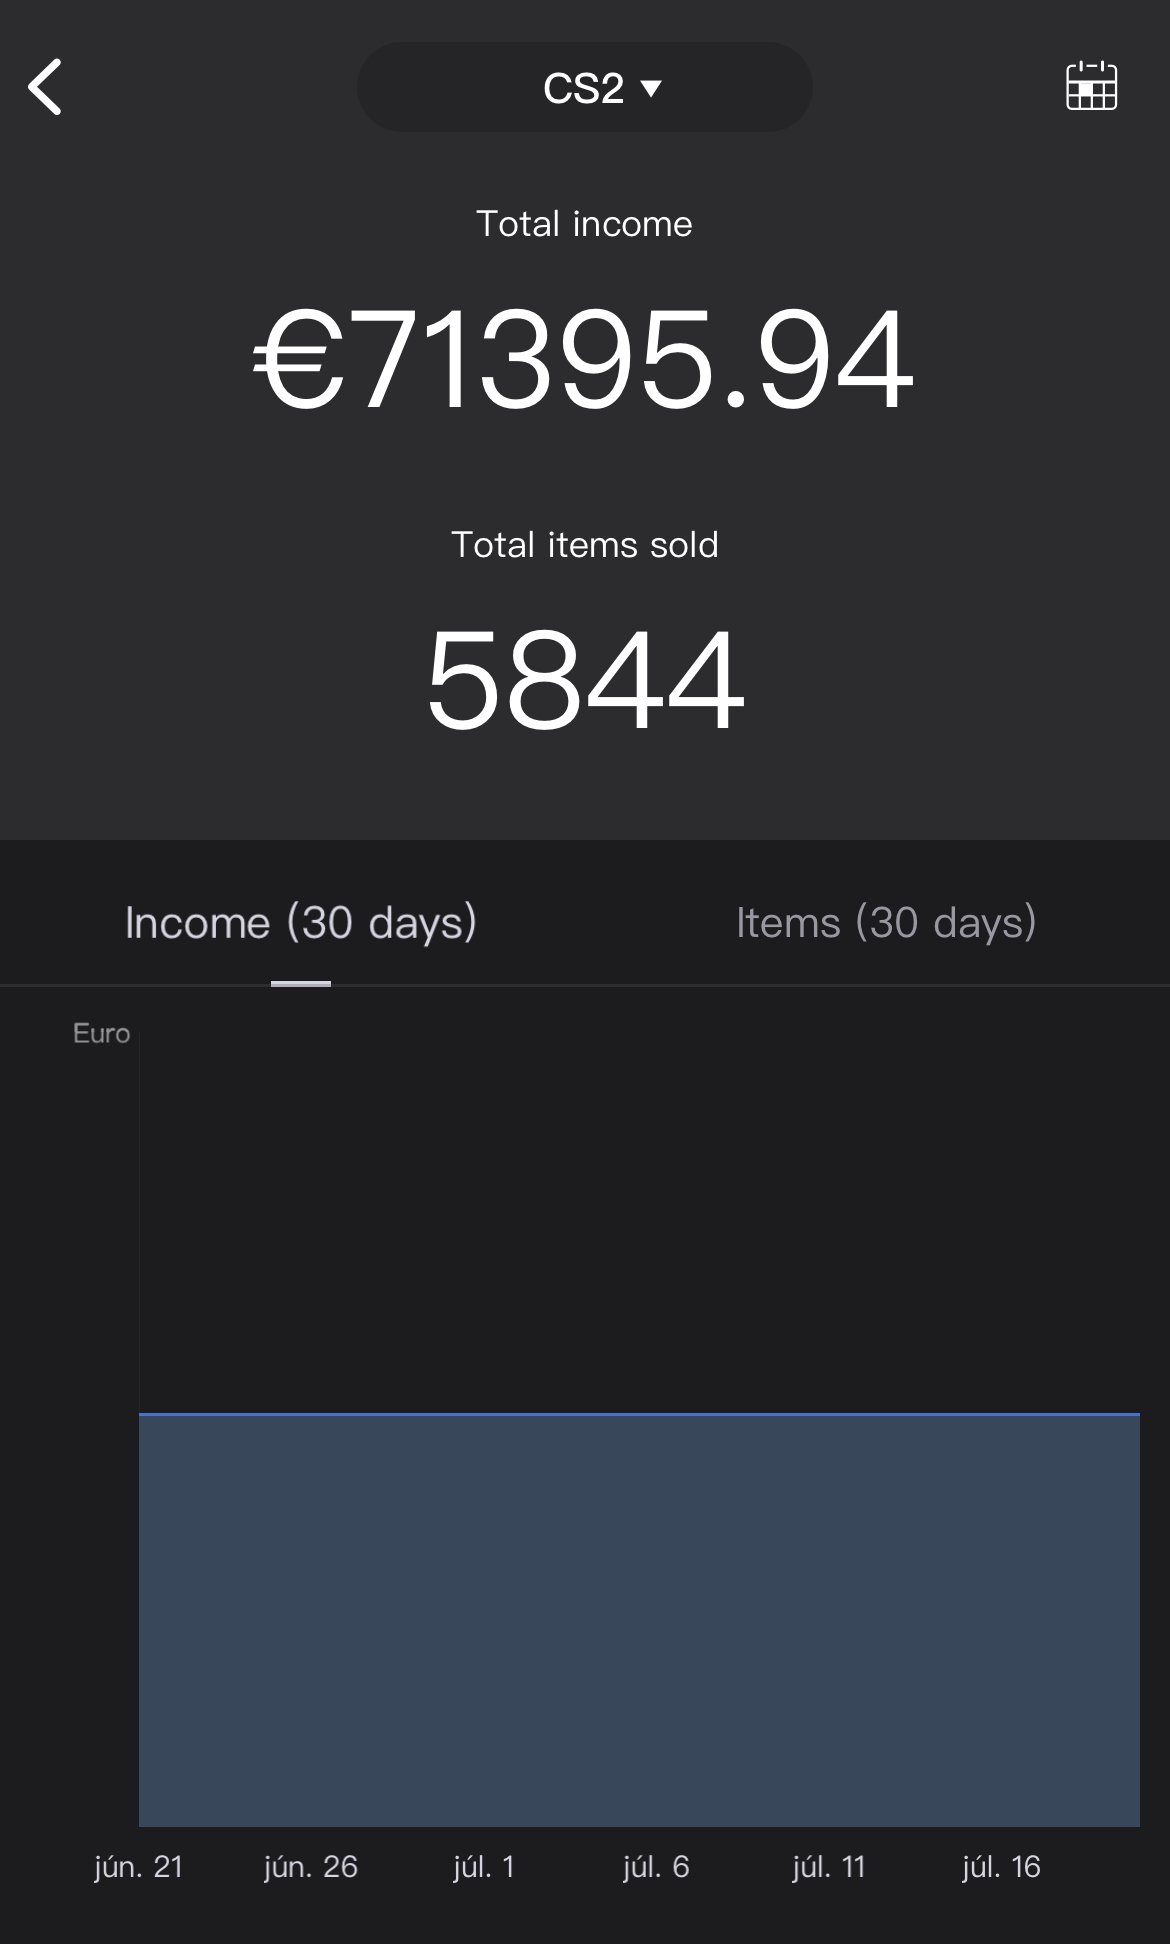 CS2
Total income
€71395.94
Total items sold
5844
Income (30 days)
Items (30 days)
Euro
jún. 21
jún. 26
júl. 1
júl. 6
júl. 11
júl. 16